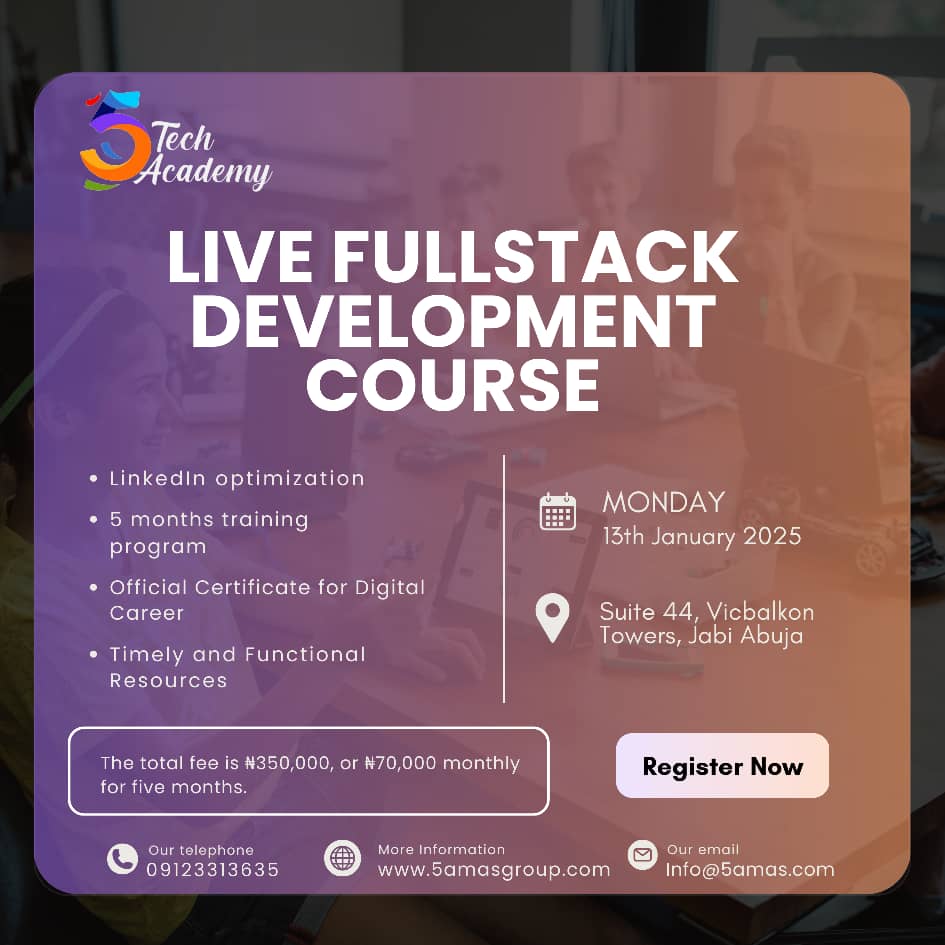 5 Tech
Academy
LIVE FULLSTACK
DEVELOPMENT
COURSE
• LinkedIn optimization
• 5 months training
program
• Official Certificate for Digital
Career
• Timely and Functional
Resources
MONDAY
13th January 2025
Suite 44, Vicbalkon
Towers, Jabi Abuja
The total fee is ₦350,000, or ₦70,000 monthly
for five months.
Register Now
Our telephone
09123313635
More Information
www.5amasgroup.com
Our email
Info@5amas.com